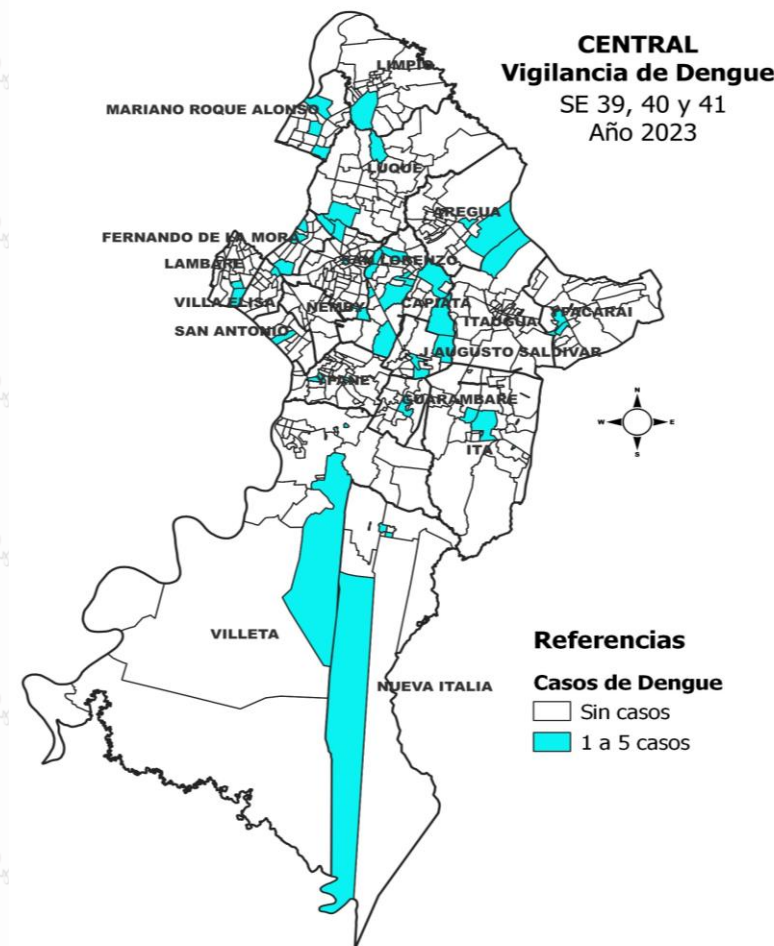 CENTRAL
Vigilancia de Dengue
SE 39, 40 y 41
Año 2023
LIMPIO
MARIANO ROQUE ALONSO
LUQUE
AREGUA
FERNANDO DE LA MORA
LAMBARE
SAN LORENZO
VILLA ELISA
ÑEMBY
CAPIATA
ITAUGUA
YPACARAI
SAN ANTONIO
J AUGUSTO SALDIVAR
YPANE
GUARAMBARE
N
W
E
S
ITA
VILLETA
NUEVA ITALIA
Referencias
Casos de Dengue
Sin casos
1 a 5 casos